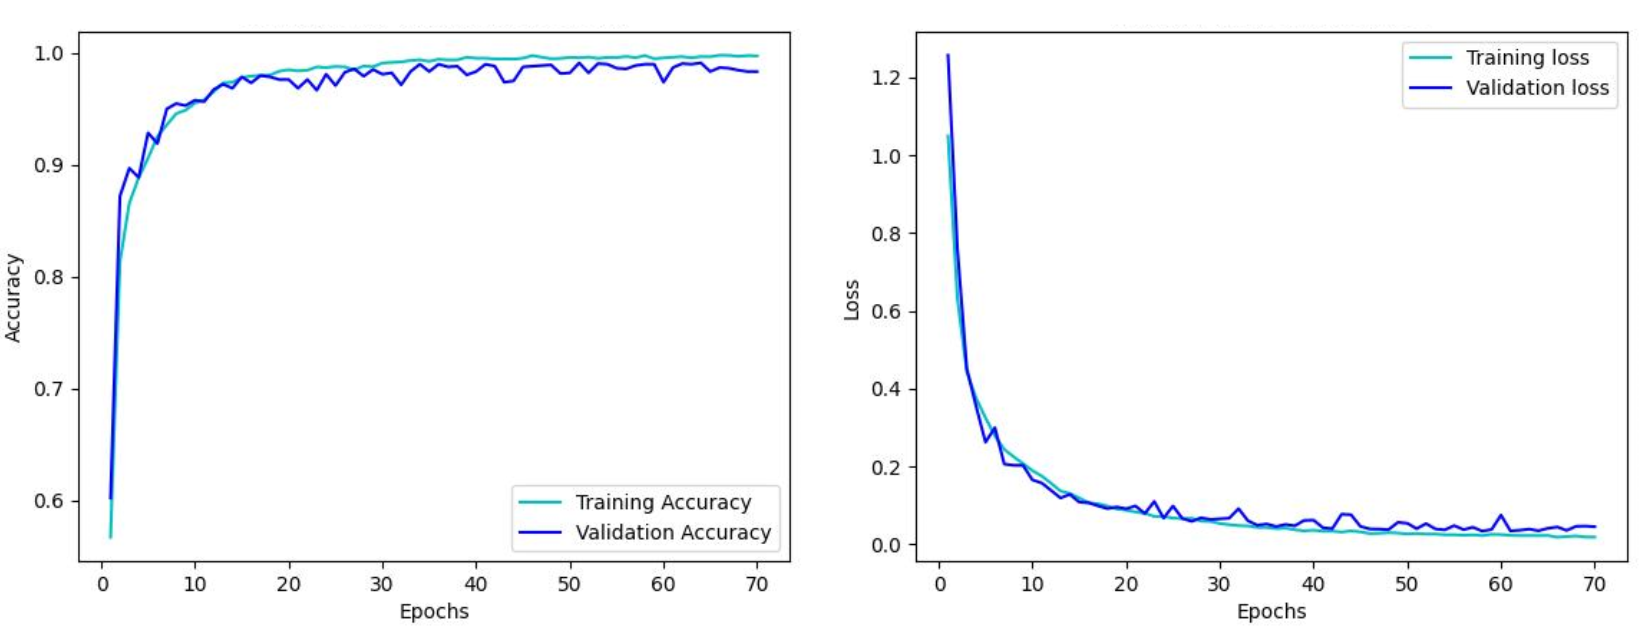 1.0
0.9
0.8
0.7
0.6
Accuracy
0 10 20 30 40 50 60 70
Epochs
Training Accuracy
Validation Accuracy
1.2
1.0
0.8
0.6
0.4
0.2
0.0
Loss
0 10 20 30 40 50 60 70
Epochs
Training loss
Validation loss